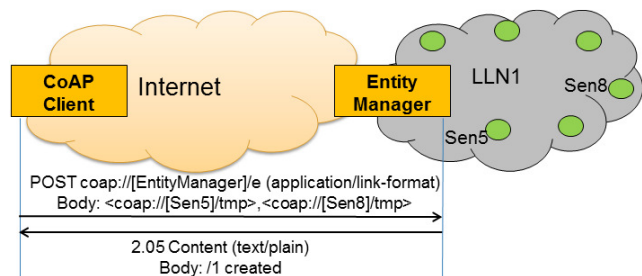 CoAP
Client
Internet
Entity
Manager
LLN1
Sen8
Sen5
POST coap://[EntityManager]/e (application/link-format)
Body: <coap://[Sen5]/tmp>,<coap://[Sen8]/tmp>
2.05 Content (text/plain)
Body: /1 created